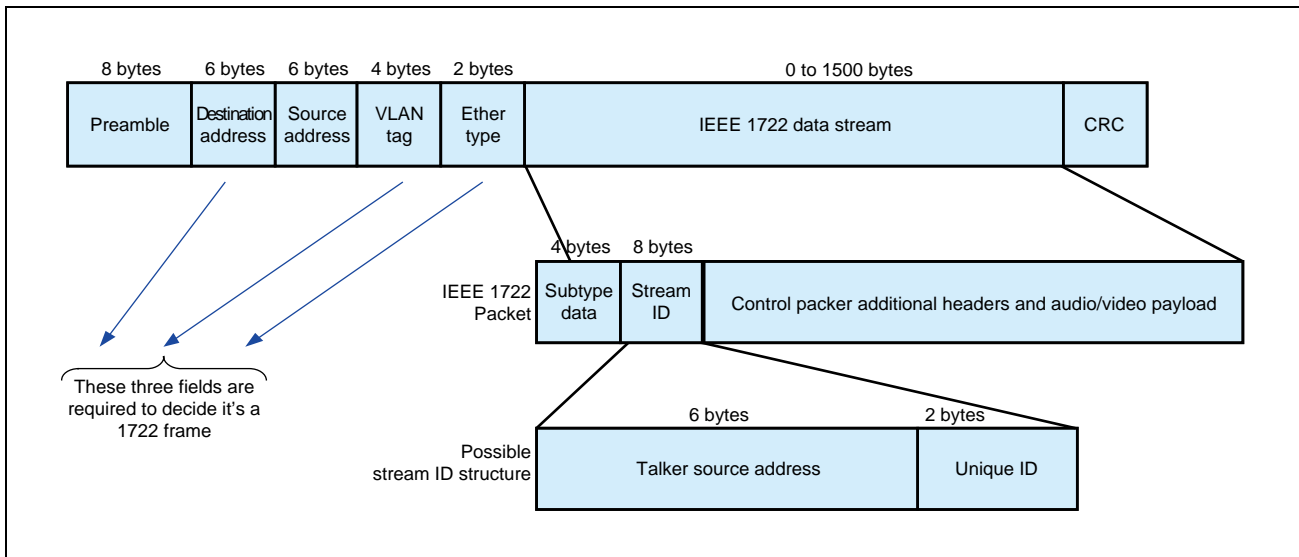 8 bytes 6 bytes 6 bytes 4 bytes 2 bytes 0 to 1500 bytes
Preamble
Destination
address
Source
address
VLAN
tag
Ether
type
IEEE 1722 data stream
CRC
4 bytes 8 bytes
IEEE 1722
Packet
Subtype
data
Stream
ID
Control packer additional headers and audio/video payload
These three fields are
required to decide it's a
1722 frame
6 bytes 2 bytes
Possible
stream ID structure
Talker source address
Unique ID